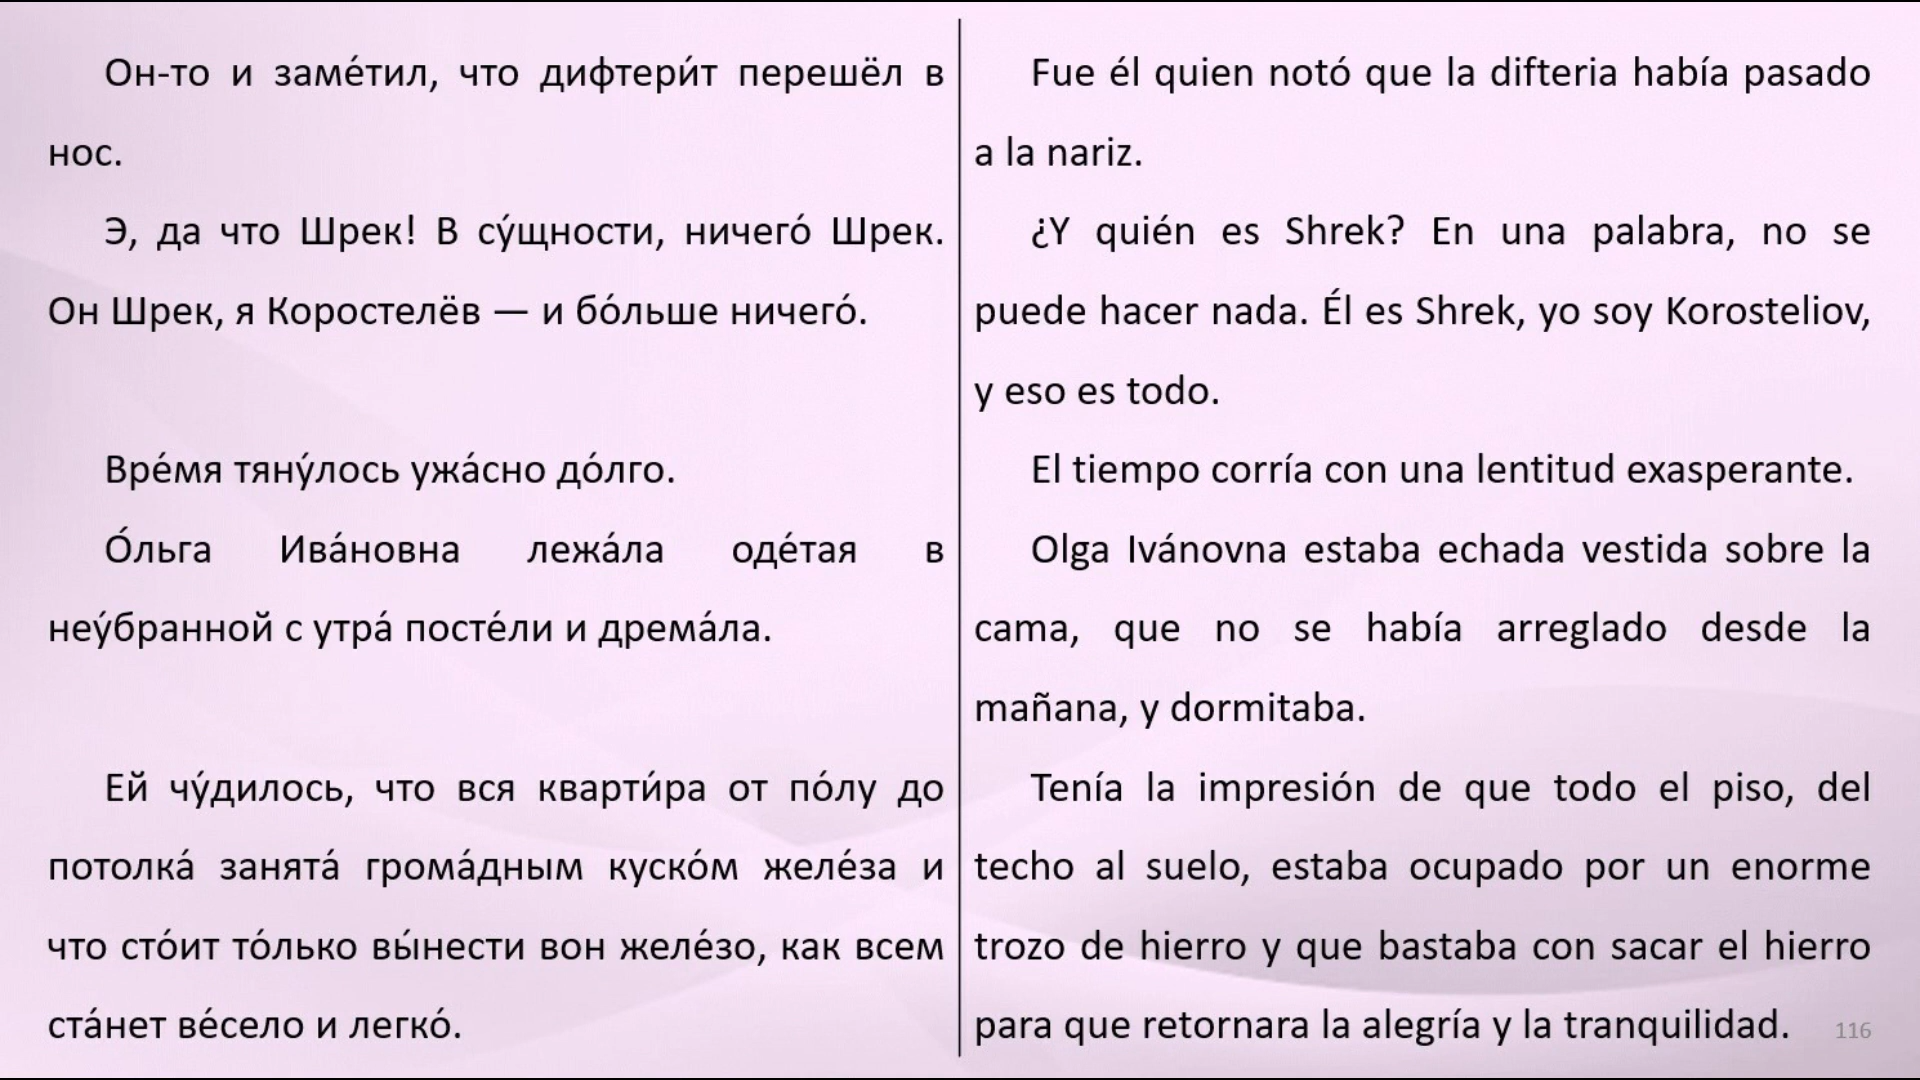 Он-то и заме́тил, что дифтери́т перешёл в
нос.
Э, да что Шрек! В су́щности, ничего́ Шрек.
Он Шрек, я Коростелёв — и бо́льше ничего́.
Вре́мя тяну́лось ужа́сно до́лго.
О́льга Ива́новна лежа́ла оде́тая в
неу́бранной с утра́ посте́ли и дрема́ла.
Ей чу́дилось, что вся кварти́ра от по́лу до
потолка́ занята́ грома́дным куско́м желе́за и
что сто́ит то́лько вы́нести вон желе́зо, как всем
ста́нет ве́село и легко́.
Fue él quien notó que la difteria había pasado
a la nariz.
¿Y quién es Shrek? En una palabra, no se
puede hacer nada. Él es Shrek, yo soy Korosteliov,
y eso es todo.
El tiempo corría con una lentitud exasperante.
Olga Ivánovna estaba echada vestida sobre la
cama, que no se había arreglado desde la
mañana, y dormitaba.
Tenía la impresión de que todo el piso, del
techo al suelo, estaba ocupado por un enorme
trozo de hierro y que bastaba con sacar el hierro
para que retornara la alegría y la tranquilidad.
116